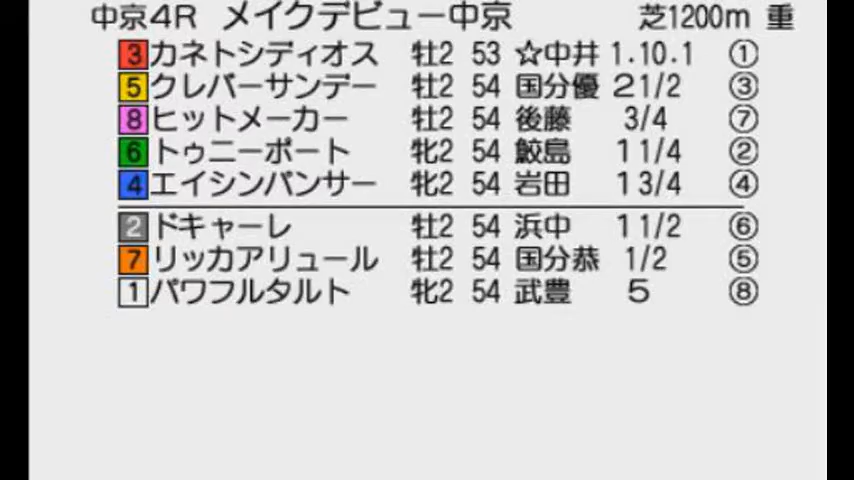 中京4R メイクデビュー中京 芝1200m 重
3 カネトシディオス 牡2 53 ☆中井 1.10.1 ①
5 クレバーサンデー 牡2 54 国分優 2 1/2 ③
8 ヒットメーカー 牡2 54 後藤 3/4 ⑦
6 トゥニーポート 牝2 54 鮫島 1 1/4 ②
4 エイシンパンサー 牝2 54 岩田 1 3/4 ④
2 ドキャーレ 牡2 54 浜中 1 1/2 ⑥
7 リッカアリュール 牡2 54 国分恭 1/2 ⑤
1 パワフルタルト 牝2 54 武豊 5 ⑧